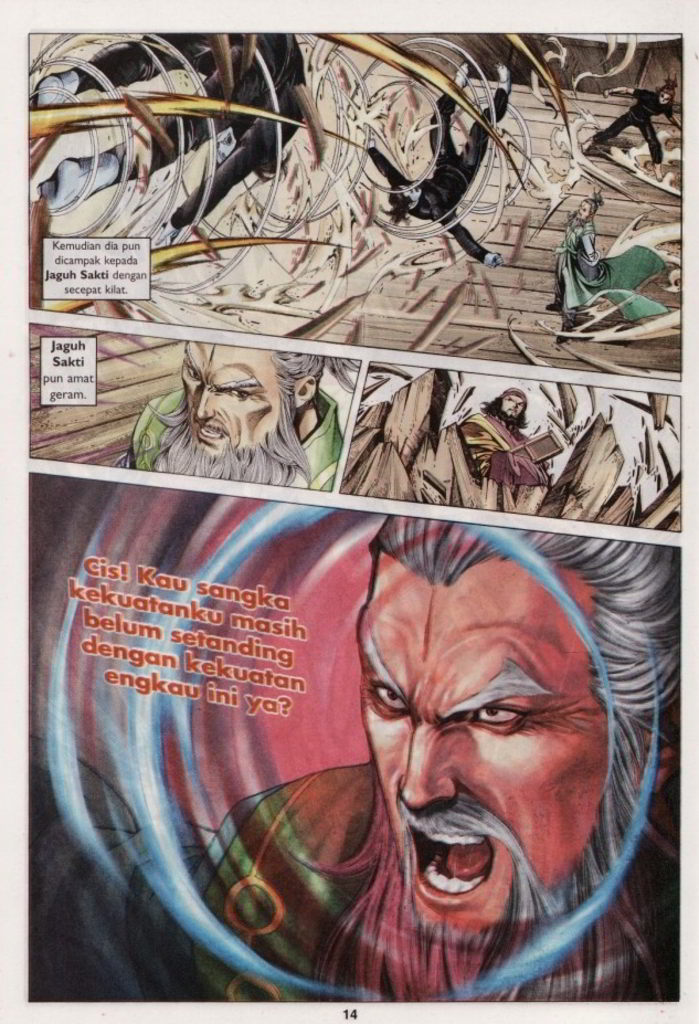 Kemudian dia pun
dicampak kepada
Jaguh Sakti dengan
secepat kilat.
Jaguh
Sakti
pun amat
geram.
Cis! Kau sangka
kekuatanku masih
belum setanding
dengan kekuatan
engkau ini ya?
14